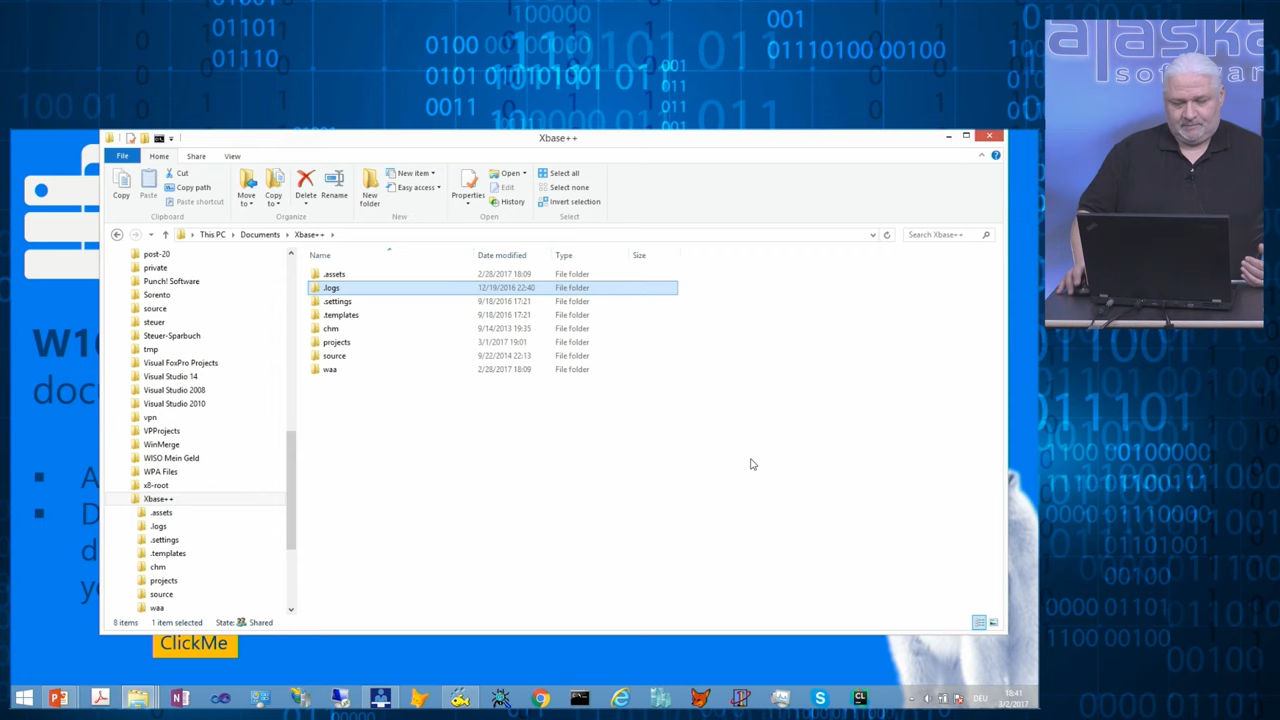 Xbase++
File Home Share View
Copy
Paste
Cut
Copy path
Paste shortcut
Clipboard
Move to
Copy to
Delete
Rename
Organize
New folder
New item
Easy access
New
Properties
Open
Edit
History
Open
Select all
Select none
Invert selection
Select
This PC Documents Xbase++
Search Xbase++
post-20
private
Punch! Software
Sorento
source
steuer
Steuer-Sparbuch
tmp
Visual FoxPro Projects
Visual Studio 14
Visual Studio 2008
Visual Studio 2010
vpn
VPProjects
WinMerge
WISO Mein Geld
WPA Files
x8-root
Xbase++
.assets
.logs
.settings
.templates
chm
projects
source
waa
Name Date modified Type Size
.assets 2/28/2017 18:09 File folder
.logs 12/19/2016 22:40 File folder
.settings 9/18/2016 17:21 File folder
.templates 9/18/2016 17:21 File folder
chm 9/14/2013 19:35 File folder
projects 3/1/2017 19:01 File folder
source 9/22/2014 22:13 File folder
waa 2/28/2017 18:09 File folder
8 items 1 item selected State: Shared
ClickMe
DEU
18:41
3/2/2017
alaska
software